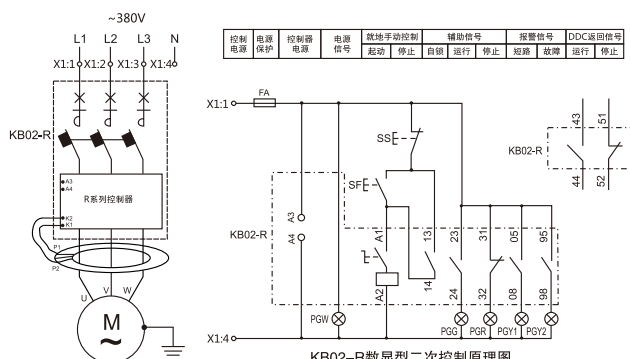 ~380V
L1 L2 L3 N
X1:1 X1:2 X1:3 X1:4
KB02-R
A3
A4
R系列控制器
K2
K1
P1
P2
U V W
M
~
控制电源 电源保护 控制器电源 电源信号 就地手动控制 辅助信号 报警信号 DDC返回信号
起动 停止 自锁 运行 停止 短路 故障 运行 停止
X1:1 FA
SS
SF
KB02-R
A3
A4
A1 13 23 31 05 95
A2 14 24 32 08 98
PGW PGG PGR PGY1 PGY2
X1:4
43 51
KB02-R
44 52
KB02-R数显型二次控制原理图